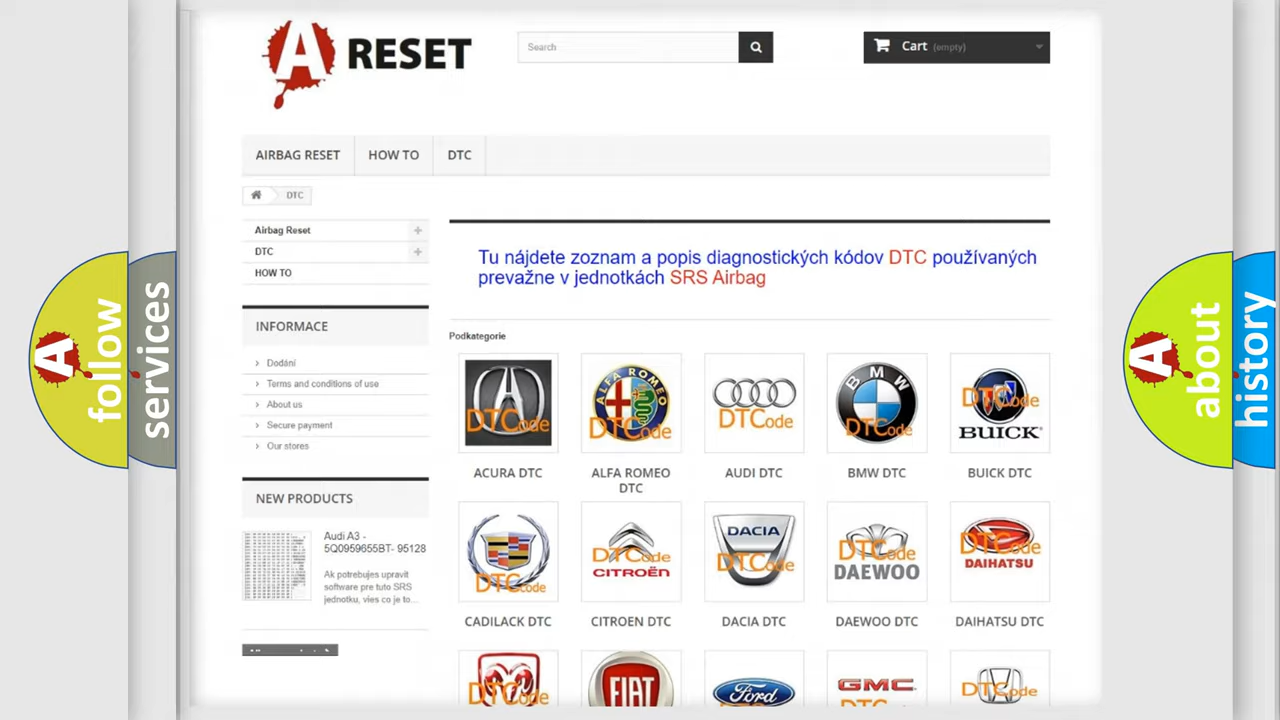 A RESET
Search
Cart (empty)
AIRBAG RESET
HOW TO
DTC
DTC
Airbag Reset
DTC
HOW TO
INFORMACE
Dodání
Terms and conditions of use
About us
Secure payment
Our stores
NEW PRODUCTS
Audi A3 -
5Q0959655BT- 95128
Ak potrebujes upravit
software pre tuto SRS
jednotku, vies co je to...
Tu nájdete zoznam a popis diagnostických kódov DTC používaných
prevažne v jednotkách SRS Airbag
Podkategorie
DTCode
ALFA ROMEO
DTCode
DTCode
BMW
DTCode
DTCode
BUICK
ACURA DTC
ALFA ROMEO
DTC
AUDI DTC
BMW DTC
BUICK DTC
DTCode
DTCode
CITROËN
DACIA
DTCode
DTCode
DAEWOO
DTCode
DAIHATSU
CADILACK DTC
CITROEN DTC
DACIA DTC
DAEWOO DTC
DAIHATSU DTC
DTCode
FIAT
Ford
GMC
DTCode
A follow
services
A about
history